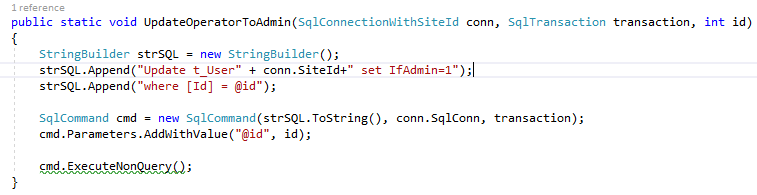 1 reference
public static void UpdateOperatorToAdmin(SqlConnectionWithSiteId conn, SqlTransaction transaction, int id)
{
StringBuilder strSQL = new StringBuilder();
strSQL.Append("Update t_User" + conn.SiteId+" set IfAdmin=1");
strSQL.Append("where [Id] = @id");
SqlCommand cmd = new SqlCommand(strSQL.ToString(), conn.SqlConn, transaction);
cmd.Parameters.AddWithValue("@id", id);
cmd.ExecuteNonQuery();
}